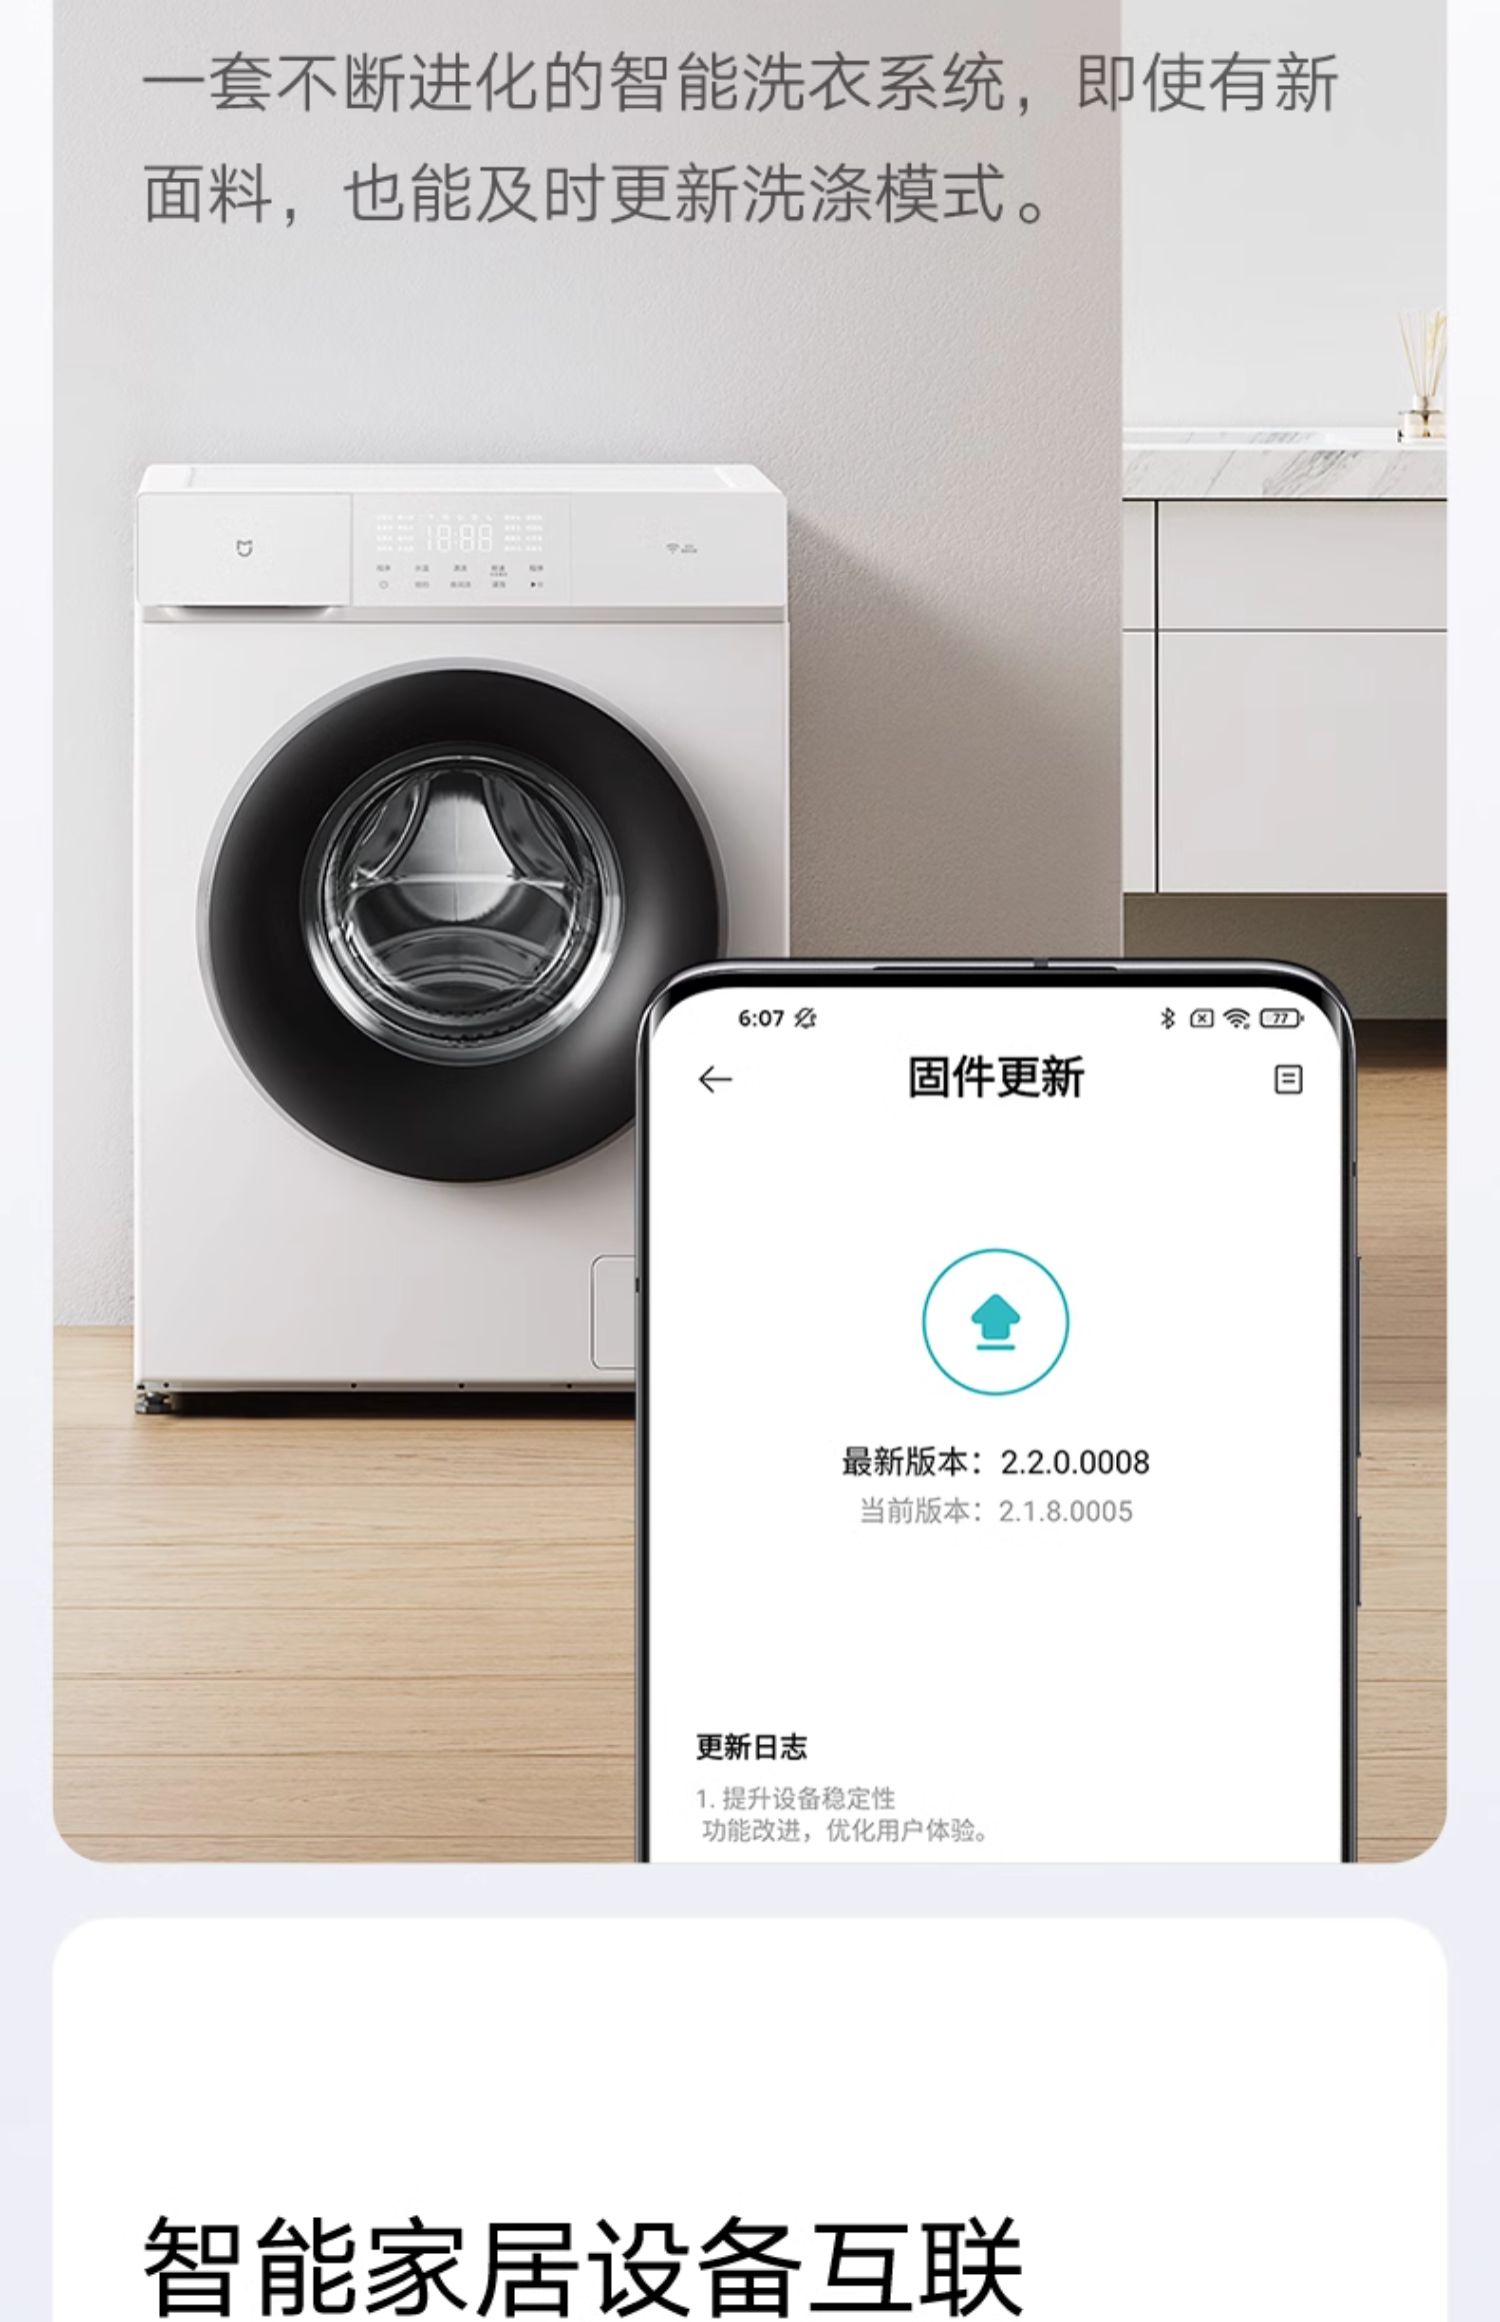 一套不断进化的智能洗衣系统，即使有新
面料，也能及时更新洗涤模式。
18:88
6:07
77
固件更新
最新版本：2.2.0.0008
当前版本：2.1.8.0005
更新日志
1. 提升设备稳定性
功能改进，优化用户体验。
智能家居设备互联